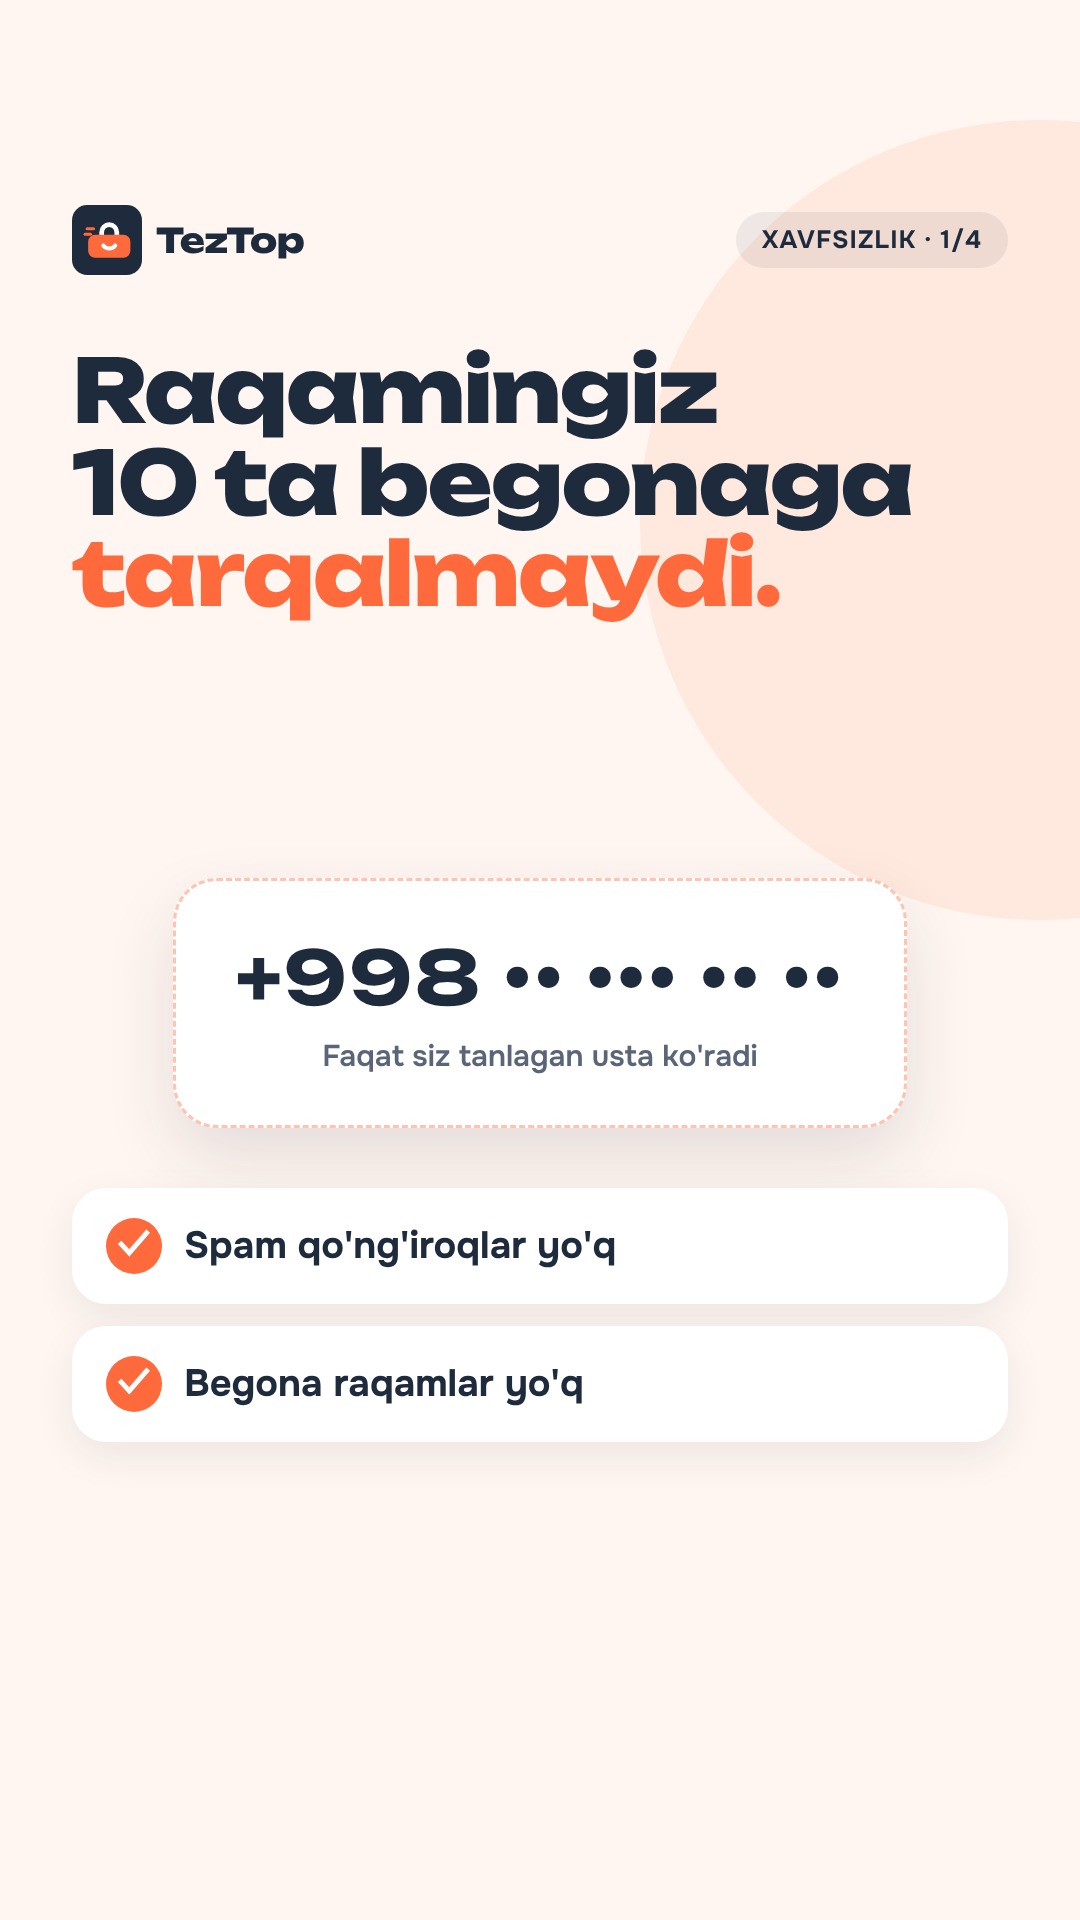 TezTop
XAVFSIZLIK · 1/4
Raqamingiz
10 ta begonaga
tarqalmaydi.
+998 •• ••• •• ••
Faqat siz tanlagan usta ko'radi
Spam qo'ng'iroqlar yo'q
Begona raqamlar yo'q